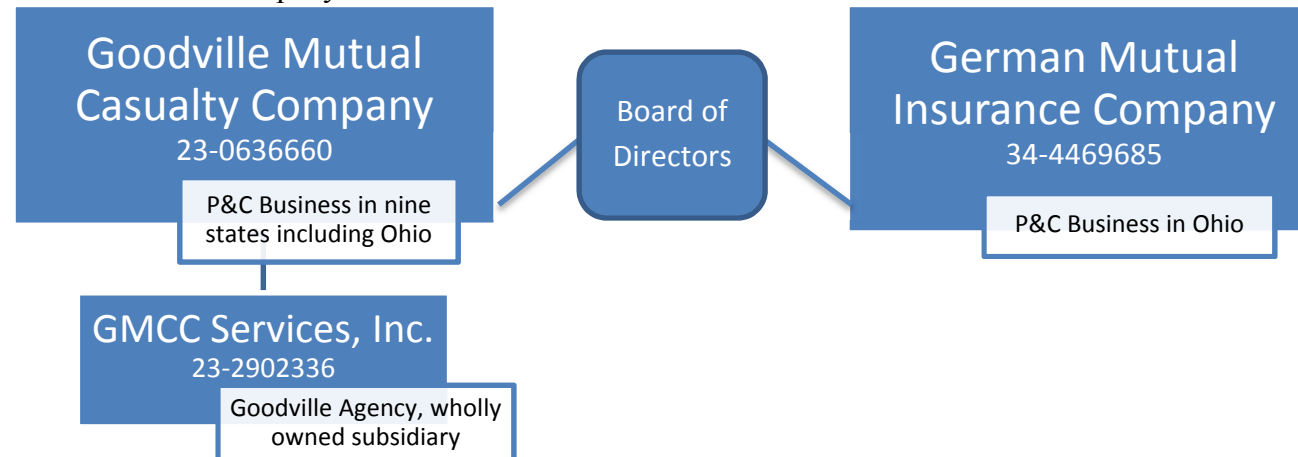 Goodville Mutual
Casualty Company
23-0636660
P&C Business in nine
states including Ohio
Board of
Directors
German Mutual
Insurance Company
34-4469685
P&C Business in Ohio
GMCC Services, Inc.
23-2902336
Goodville Agency, wholly
owned subsidiary